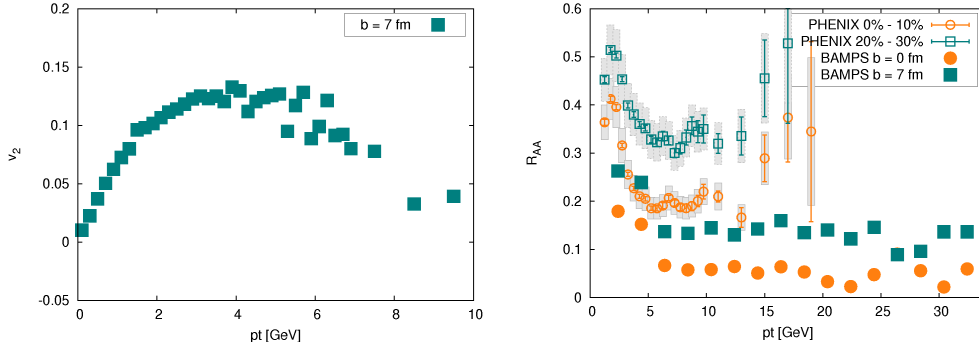 b = 7 fm
0.2
0.15
0.1
0.05
0
-0.05
v2
0 2 4 6 8 10
pt [GeV]
PHENIX 0% - 10%
PHENIX 20% - 30%
BAMPS b = 0 fm
BAMPS b = 7 fm
0.6
0.5
0.4
0.3
0.2
0.1
0
RAA
0 5 10 15 20 25 30
pt [GeV]